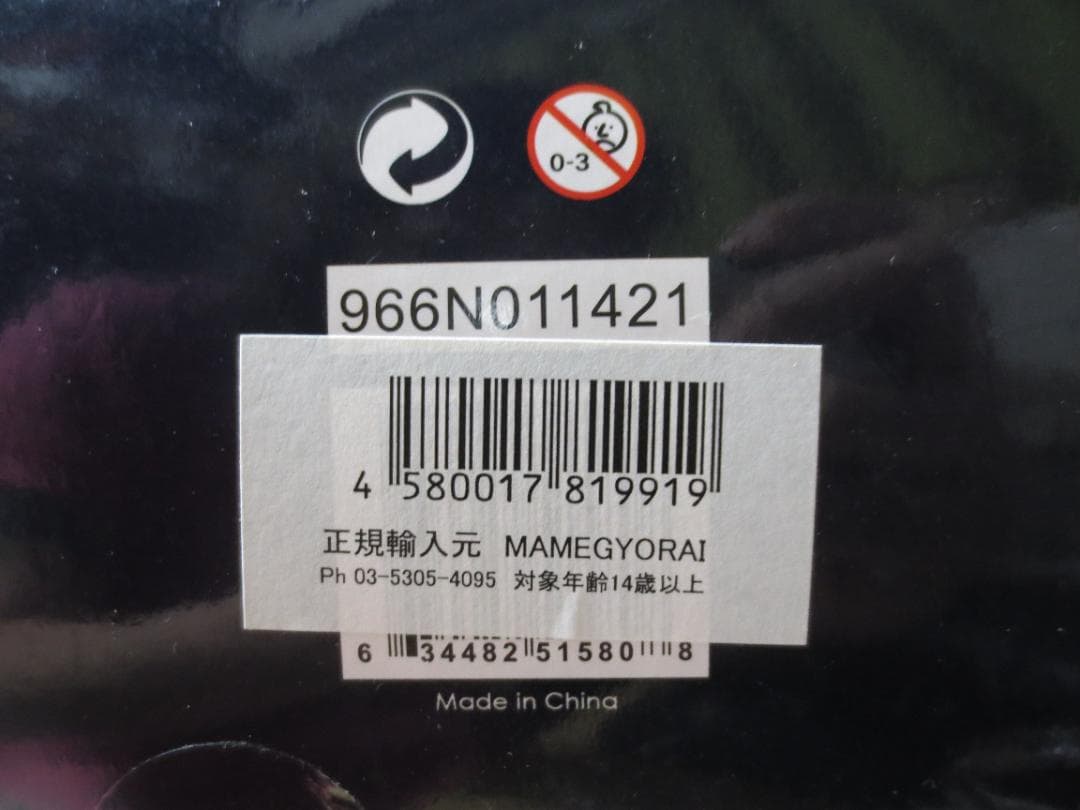 0-3
966N011421
4 580017 819919
正規輸入元 MAMEGYORAI
Ph 03-5305-4095 対象年齢14歳以上
6 34482 51580 8
Made in China